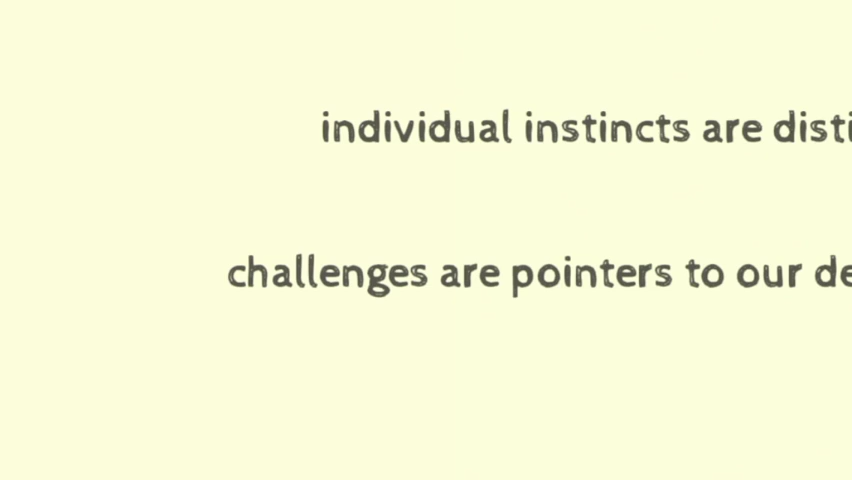 individual instincts are
challenges are pointers to our